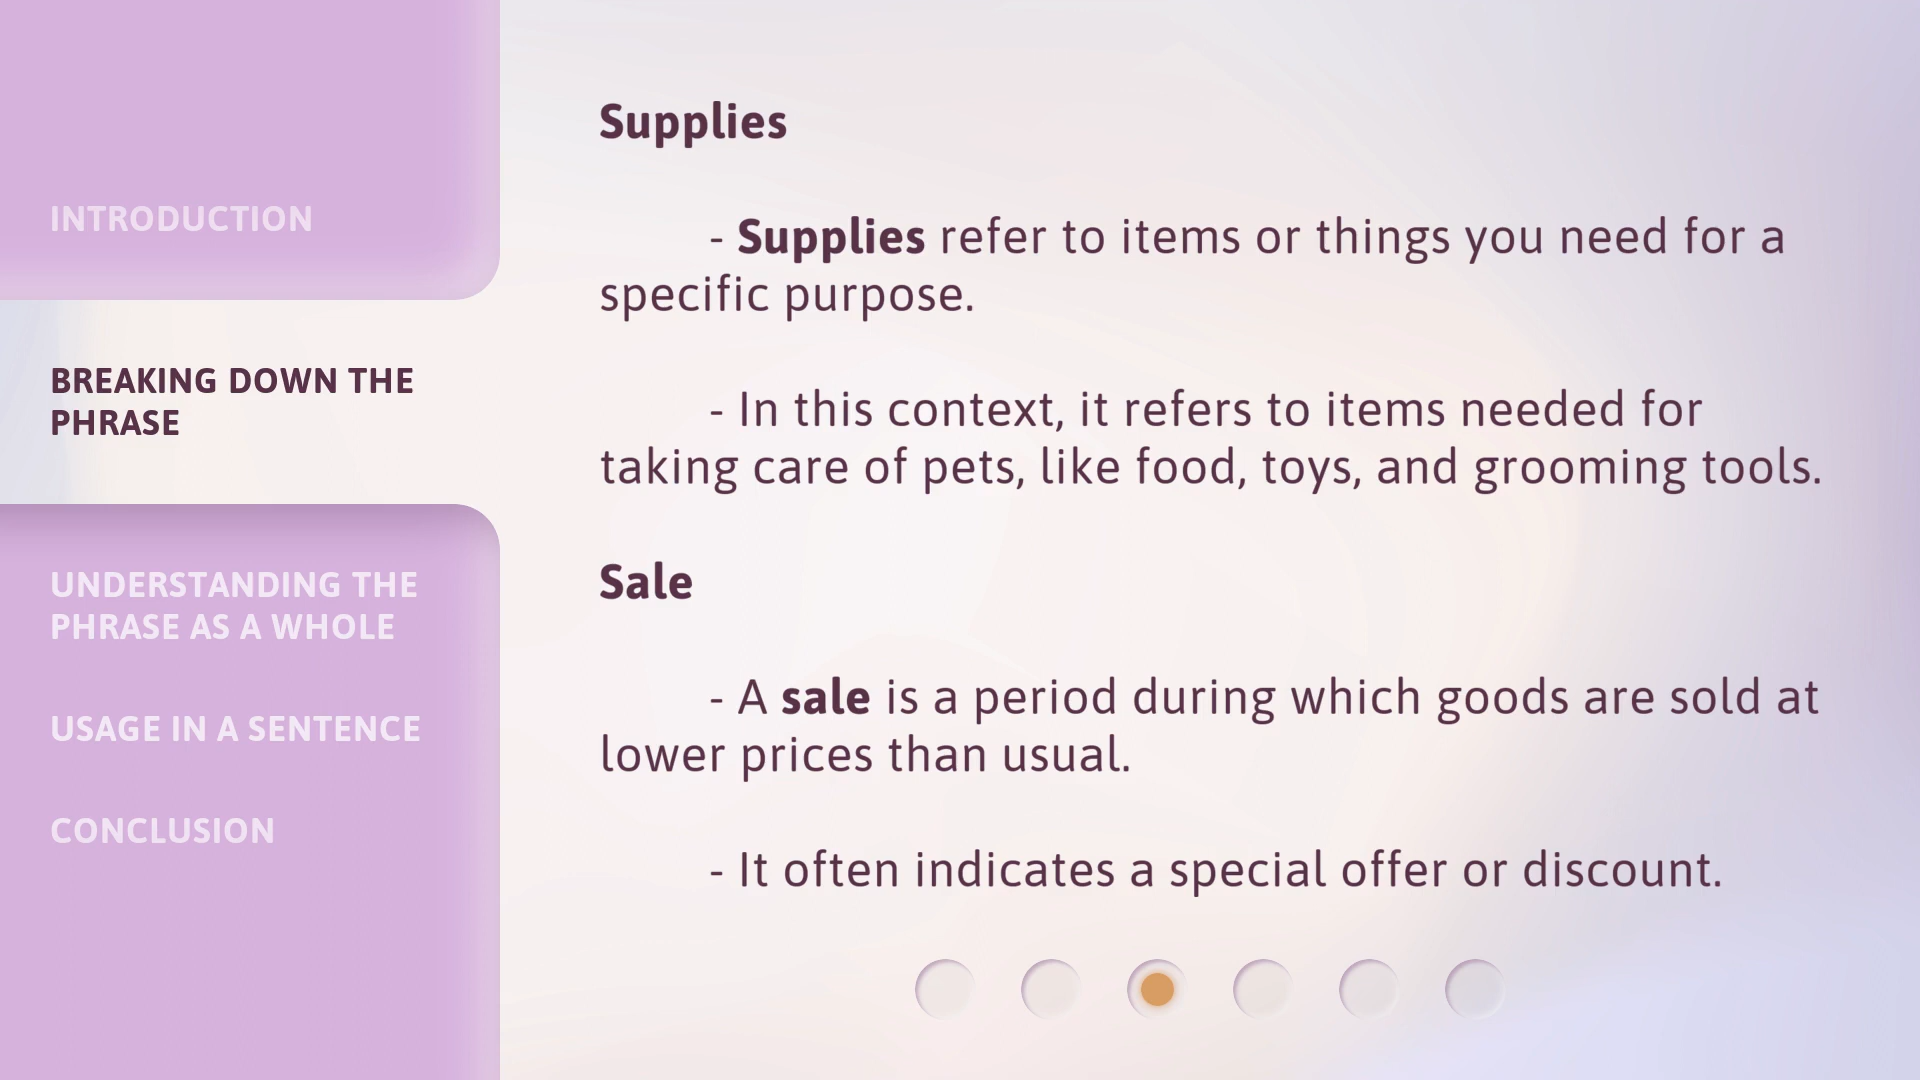 INTRODUCTION
BREAKING DOWN THE
PHRASE
UNDERSTANDING THE
PHRASE AS A WHOLE
USAGE IN A SENTENCE
CONCLUSION
Supplies
- Supplies refer to items or things you need for a
specific purpose.
- In this context, it refers to items needed for
taking care of pets, like food, toys, and grooming tools.
Sale
- A sale is a period during which goods are sold at
lower prices than usual.
- It often indicates a special offer or discount.